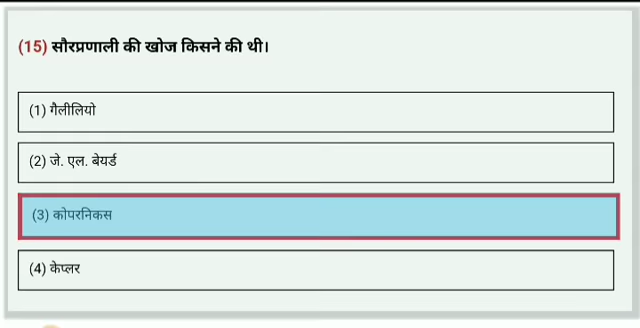 (15) सौरप्रणाली की खोज किसने की थी।
(1) गैलीलियो
(2) जे. एल. बेयर्ड
(3) कोपरनिकस
(4) केप्लर